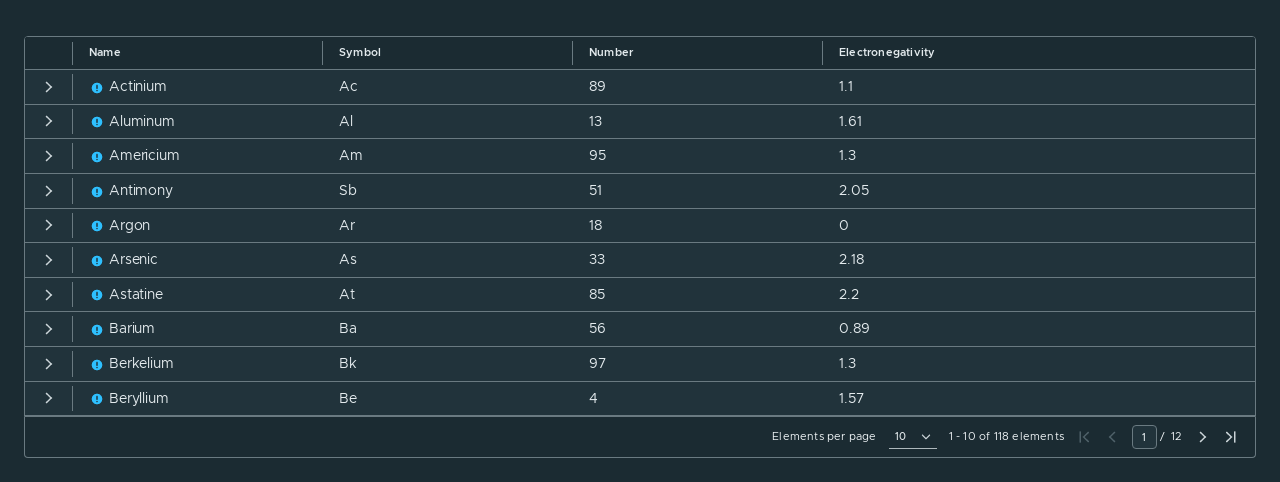 Name Symbol Number Electronegativity
Actinium Ac 89 1.1
Aluminum Al 13 1.61
Americium Am 95 1.3
Antimony Sb 51 2.05
Argon Ar 18 0
Arsenic As 33 2.18
Astatine At 85 2.2
Barium Ba 56 0.89
Berkelium Bk 97 1.3
Beryllium Be 4 1.57
Elements per page 10 1 - 10 of 118 elements 1 / 12